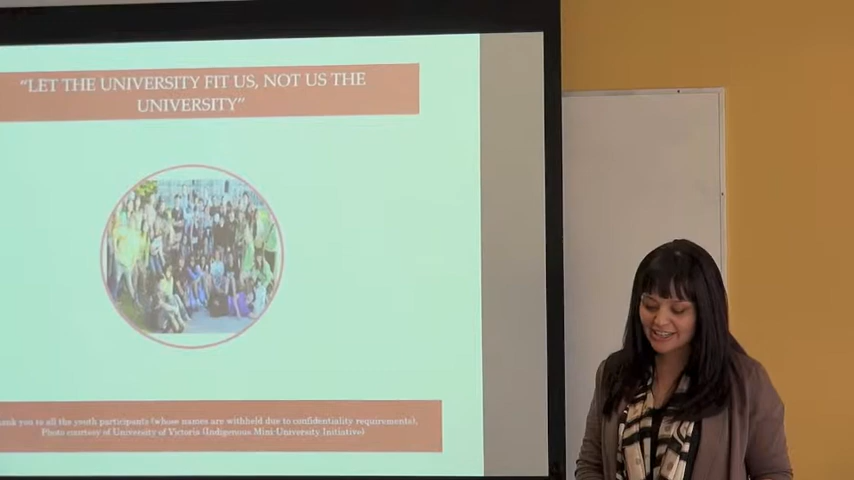 “LET THE UNIVERSITY FIT US, NOT US THE
UNIVERSITY”
ank you to all the youth participants (whose names are withheld due to confidentiality requirements),
Photo courtesy of University of Victoria (Indigenous Mini-University Initiative)